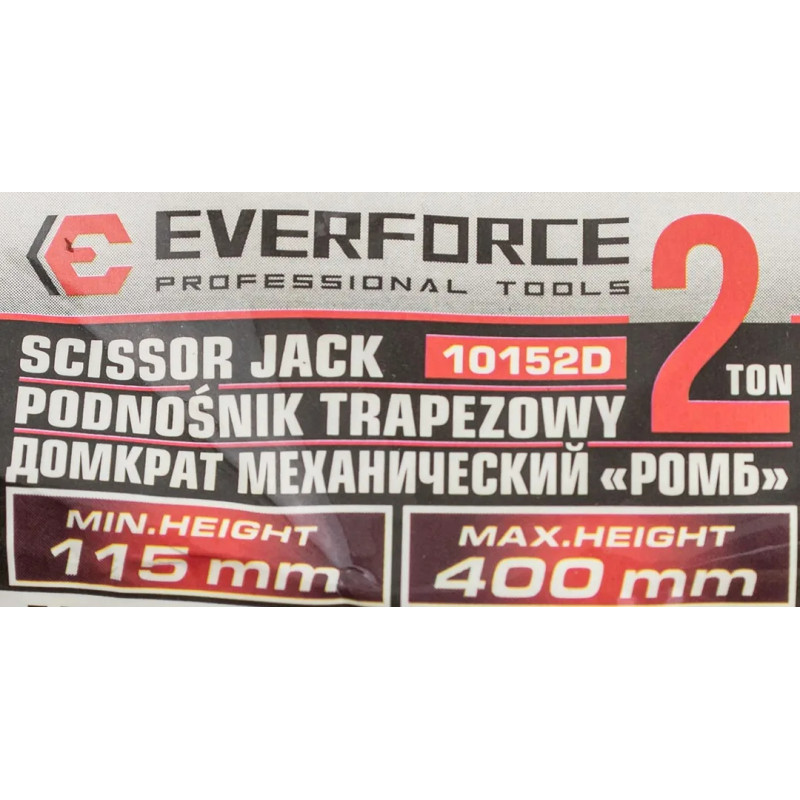 EVERFORCE
PROFESSIONAL TOOLS
2 TON
SCISSOR JACK 10152D
PODNOŚNIK TRAPEZOWY
ДОМКРАТ МЕХАНИЧЕСКИЙ «РОМБ»
MIN.HEIGHT
115 mm
MAX.HEIGHT
400 mm